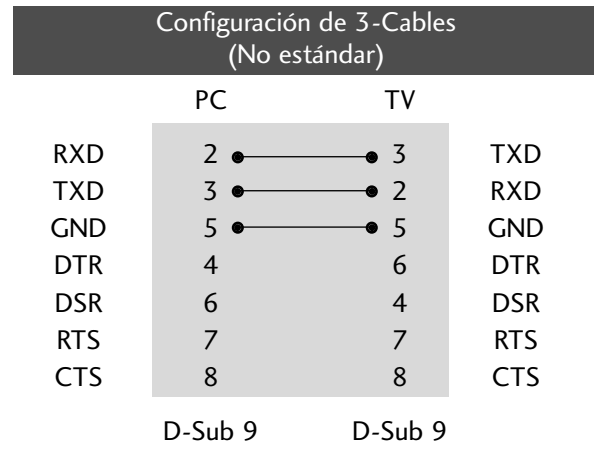 Configuración de 3-Cables
(No estándar)
PC TV
RXD 2 3 TXD
TXD 3 2 RXD
GND 5 5 GND
DTR 4 6 DTR
DSR 6 4 DSR
RTS 7 7 RTS
CTS 8 8 CTS
D-Sub 9 D-Sub 9